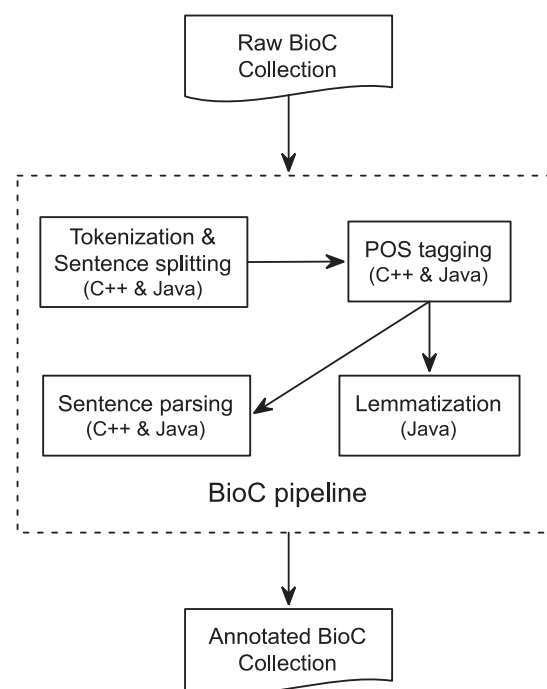 Raw BioC
Collection
Tokenization &
Sentence splitting
(C++ & Java)
POS tagging
(C++ & Java)
Sentence parsing
(C++ & Java)
Lemmatization
(Java)
BioC pipeline
Annotated BioC
Collection